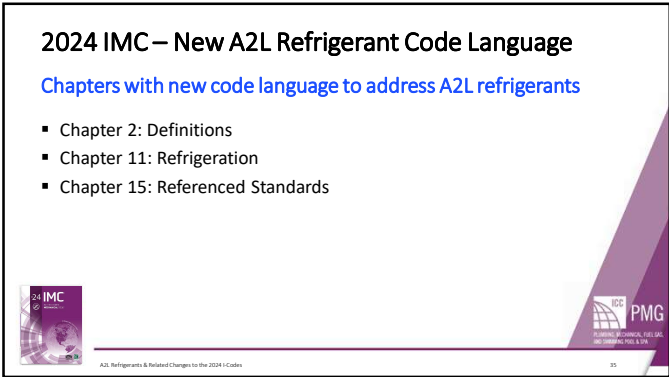 2024 IMC – New A2L Refrigerant Code Language
Chapters with new code language to address A2L refrigerants
▪ Chapter 2: Definitions
▪ Chapter 11: Refrigeration
▪ Chapter 15: Referenced Standards
24 IMC
ICC
PMG
PLUMBING, MECHANICAL, FUEL GAS,
AND SWIMMING POOL & SPA
A2L Refrigerants & Related Changes to the 2024 I-Codes
35